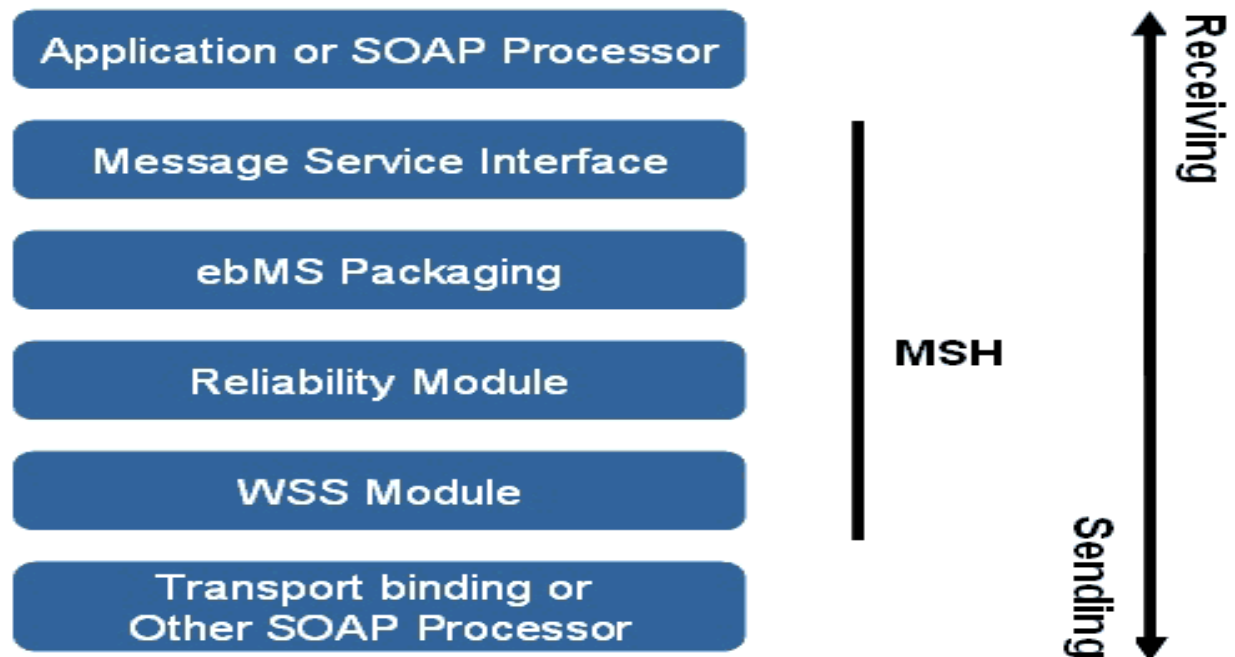 Application or SOAP Processor
Message Service Interface
ebMS Packaging
Reliability Module
WSS Module
Transport binding or
Other SOAP Processor
MSH
Receiving
Sending